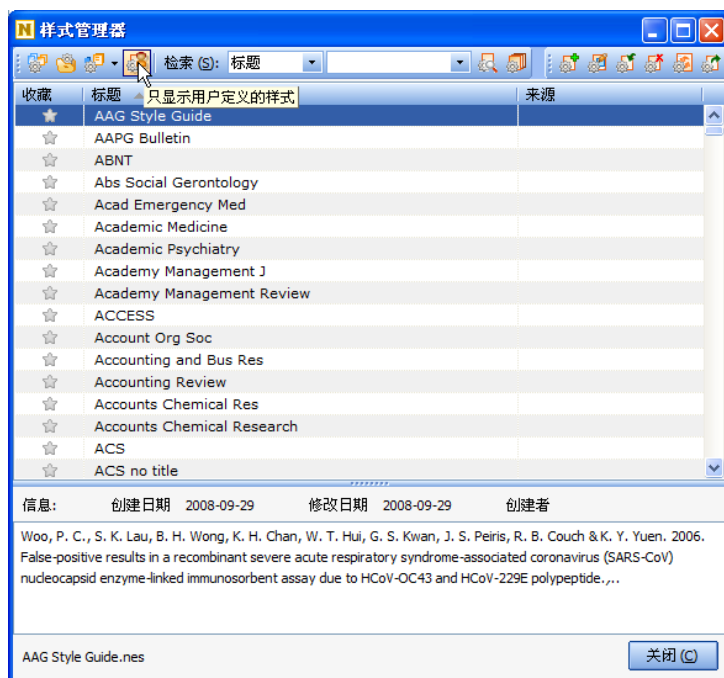 N 样式管理器
检索 (S): 标题
收藏 标题 来源
只显示用户定义的样式
AAG Style Guide
AAPG Bulletin
ABNT
Abs Social Gerontology
Acad Emergency Med
Academic Medicine
Academic Psychiatry
Academy Management J
Academy Management Review
ACCESS
Account Org Soc
Accounting and Bus Res
Accounting Review
Accounts Chemical Res
Accounts Chemical Research
ACS
ACS no title
信息: 创建日期 2008-09-29 修改日期 2008-09-29 创建者
Woo, P. C., S. K. Lau, B. H. Wong, K. H. Chan, W. T. Hui, G. S. Kwan, J. S. Peiris, R. B. Couch & K. Y. Yuen. 2006.
False-positive results in a recombinant severe acute respiratory syndrome-associated coronavirus (SARS-CoV)
nucleocapsid enzyme-linked immunosorbent assay due to HCoV-OC43 and HCoV-229E polypeptide.,..
AAG Style Guide.nes 关闭 (C)